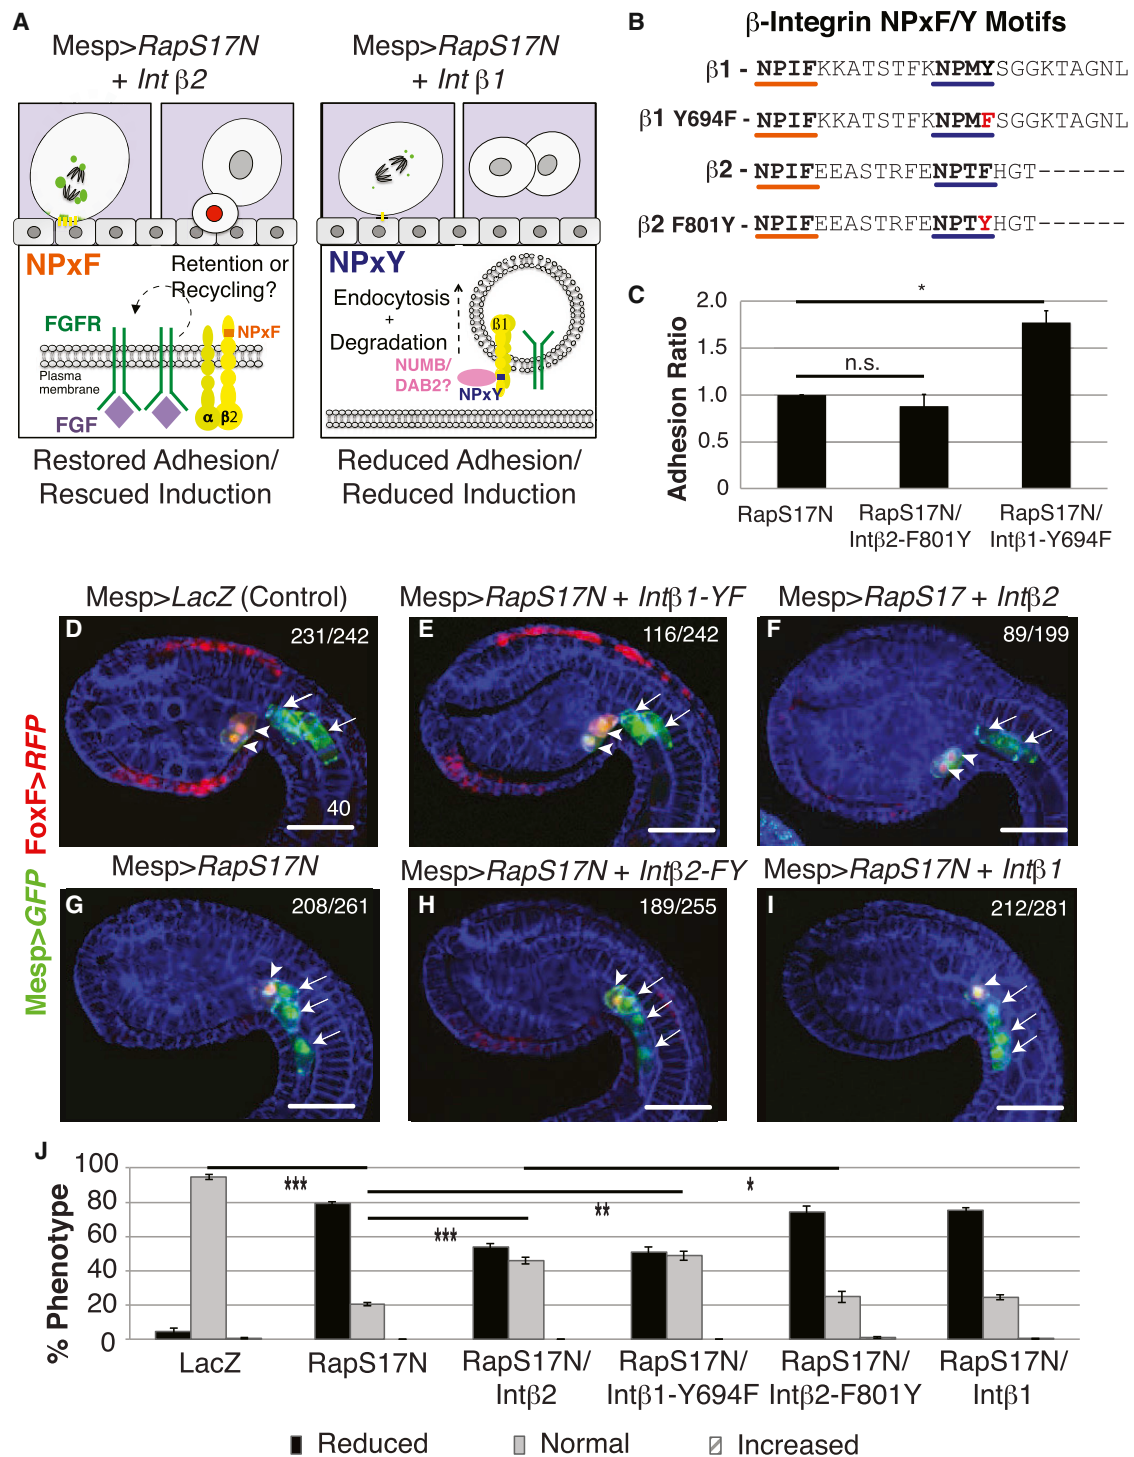 A
Mesp>RapS17N
+ Int β2
Mesp>RapS17N
+ Int β1
NPxF
Retention or
Recycling?
FGFR
NPxF
Plasma
membrane
FGF
α β2
NPxY
Endocytosis
+
Degradation
β1
NUMB/
DAB2?
NPxY
Restored Adhesion/
Rescued Induction
Reduced Adhesion/
Reduced Induction
B
β-Integrin NPxF/Y Motifs
β1 - NPIFKKATSTFKNPMYSGGKTAGNL
β1 Y694F - NPIFKKATSTFKNPMFSGGKTAGNL
β2 - NPIFEEASTRFENPTFHGT------
β2 F801Y - NPIFEEASTRFENPTYHGT------
C
Adhesion Ratio
2.0
1.5
1.0
0.5
0
*
n.s.
RapS17N
RapS17N/
Intβ2-F801Y
RapS17N/
Intβ1-Y694F
Mesp>GFP FoxF>RFP
Mesp>LacZ (Control)
D
231/242
40
Mesp>RapS17N + Intβ1-YF
E
116/242
Mesp>RapS17 + Intβ2
F
89/199
Mesp>RapS17N
G
208/261
Mesp>RapS17N + Intβ2-FY
H
189/255
Mesp>RapS17N + Intβ1
I
212/281
J
% Phenotype
100
80
60
40
20
0
***
***
**
*
LacZ
RapS17N
RapS17N/
Intβ2
RapS17N/
Intβ1-Y694F
RapS17N/
Intβ2-F801Y
RapS17N/
Intβ1
Reduced
Normal
Increased